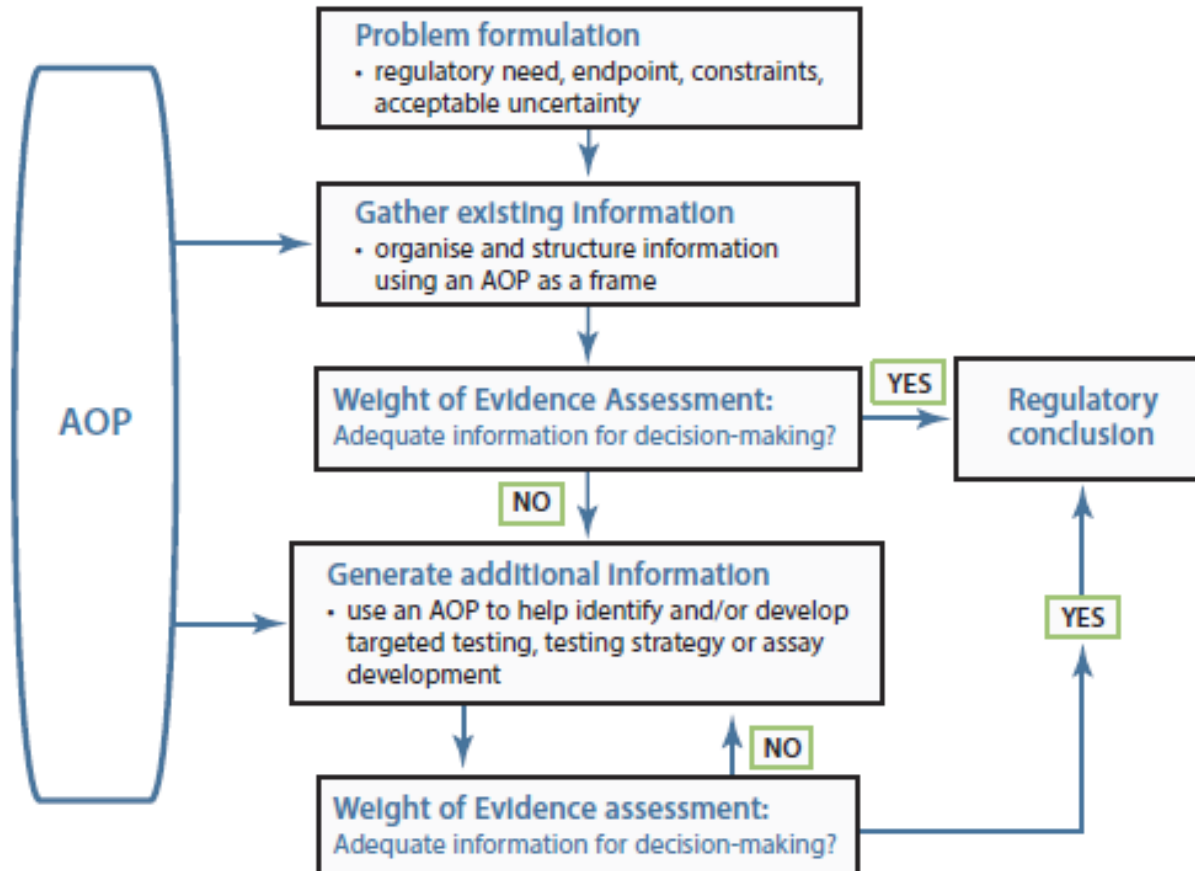 Problem formulation
• regulatory need, endpoint, constraints,
acceptable uncertainty
Gather existing information
• organise and structure information
using an AOP as a frame
AOP
Weight of Evidence Assessment:
Adequate information for decision-making?
YES
Regulatory
conclusion
NO
Generate additional information
• use an AOP to help identify and/or develop
targeted testing, testing strategy or assay
development
YES
NO
Weight of Evidence assessment:
Adequate information for decision-making?